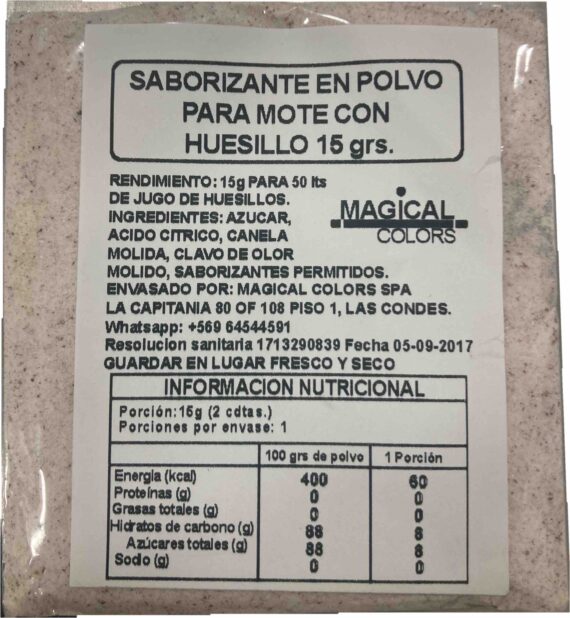 SABORIZANTE EN POLVO
PARA MOTE CON
HUESILLO 15 grs.
RENDIMIENTO: 15g PARA 50 lts
DE JUGO DE HUESILLOS.
INGREDIENTES: AZUCAR,
ACIDO CITRICO, CANELA
MOLIDA, CLAVO DE OLOR
MOLIDO, SABORIZANTES PERMITIDOS.
MAGICAL
COLORS
ENVASADO POR: MAGICAL COLORS SPA
LA CAPITANIA 80 OF 108 PISO 1, LAS CONDES.
Whatsapp: +569 64544591
Resolucion sanitaria 1713290839 Fecha 05-09-2017
GUARDAR EN LUGAR FRESCO Y SECO
INFORMACION NUTRICIONAL
Porción: 15g (2 cdtas.)
Porciones por envase: 1
100 grs de polvo 1 Porción
Energia (kcal) 400 60
Proteínas (g) 0 0
Grasas totales (g) 0 0
Hidratos de carbono (g) 88 8
Azúcares totales (g) 88 8
Sodio (g) 0 0